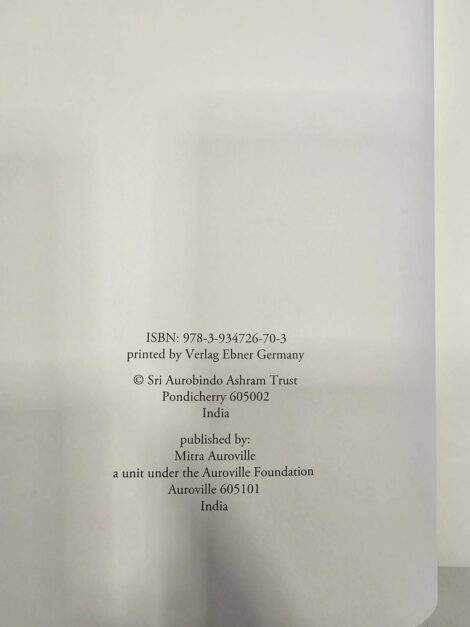 ISBN: 978-3-934726-70-3
printed by Verlag Ebner Germany
© Sri Aurobindo Ashram Trust
Pondicherry 605002
India
published by:
Mitra Auroville
a unit under the Auroville Foundation
Auroville 605101
India